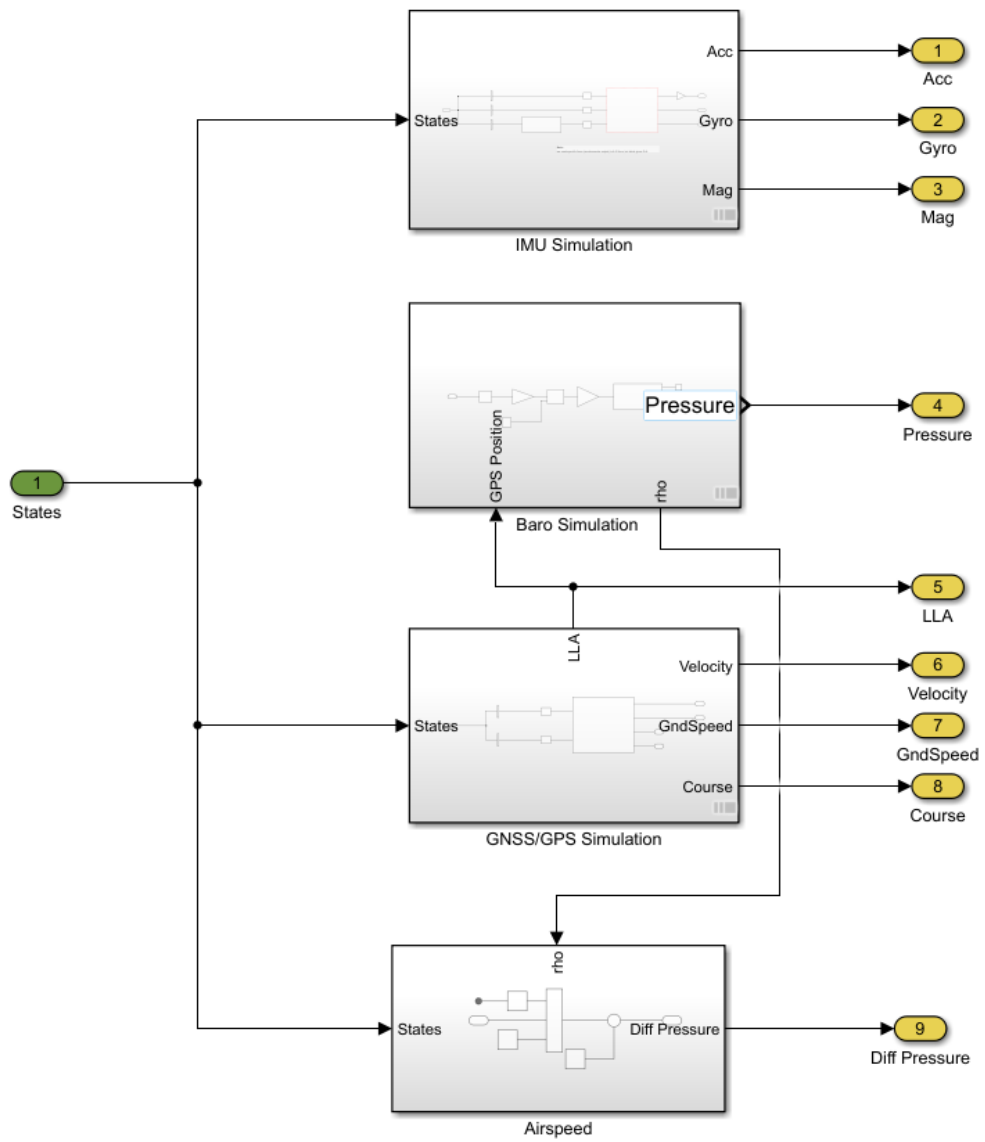 Acc
1
Acc
States
Gyro
2
Gyro
Mag
3
Mag
IMU Simulation
Pressure
4
Pressure
GPS Position
rho
1
States
Baro Simulation
5
LLA
LLA
Velocity
6
Velocity
States
GndSpeed
7
GndSpeed
Course
8
Course
GNSS/GPS Simulation
rho
States
Diff Pressure
9
Diff Pressure
Airspeed